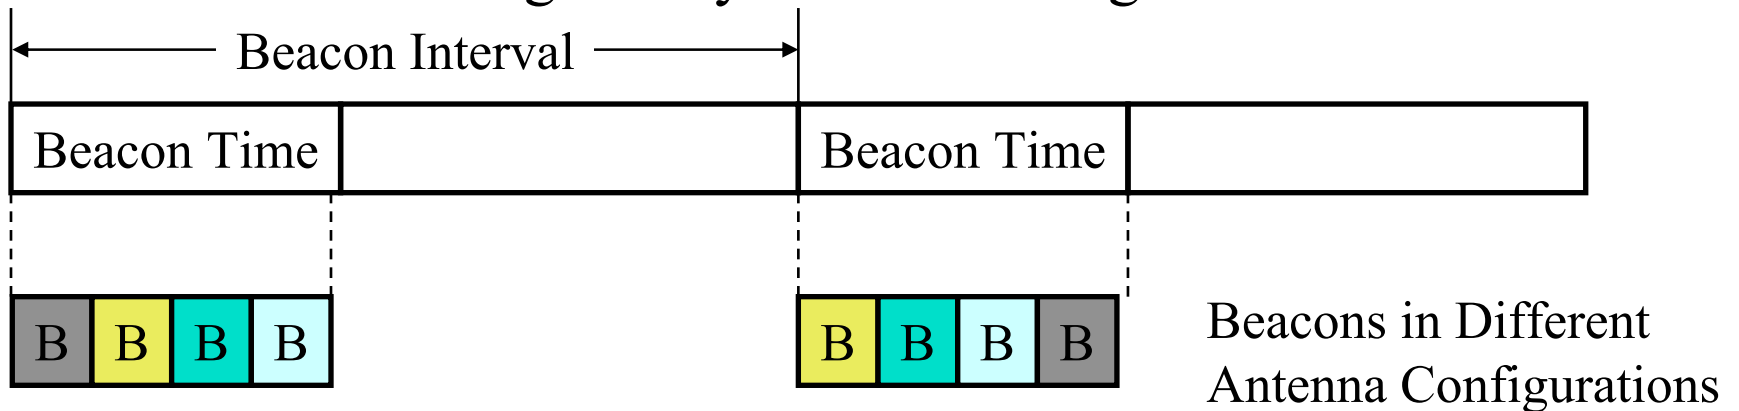 Beacon Interval
Beacon Time Beacon Time
B B B B B B B B
Beacons in Different
Antenna Configurations